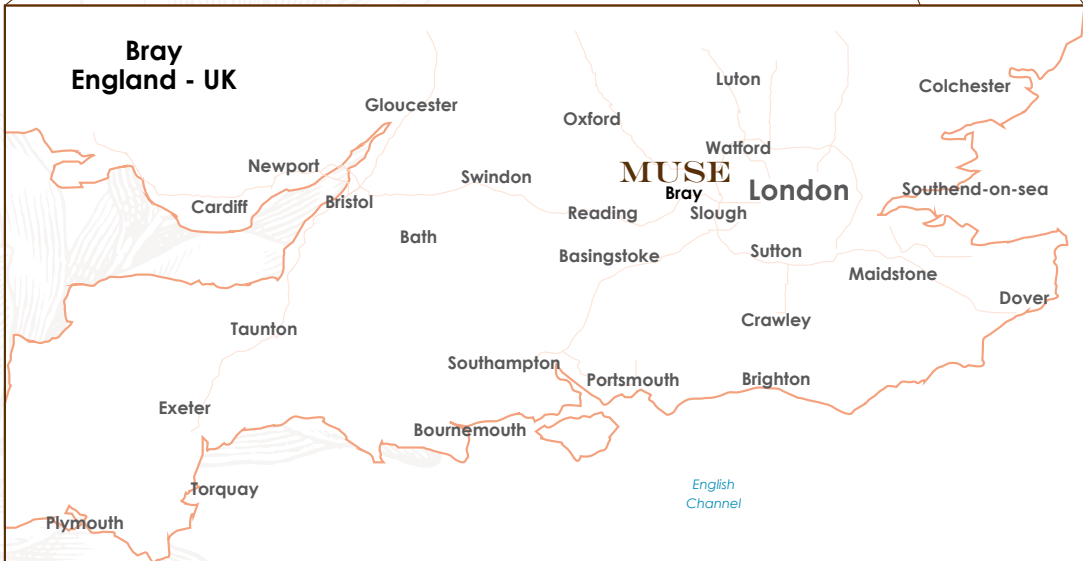 Bray
England - UK
Luton
Colchester
Gloucester
Oxford
Watford
Newport
MUSE
Swindon
Bray
London
Southend-on-sea
Cardiff
Bristol
Reading
Slough
Bath
Basingstoke
Sutton
Maidstone
Dover
Taunton
Crawley
Southampton
Portsmouth
Brighton
Exeter
Bournemouth
Torquay
English
Channel
Plymouth